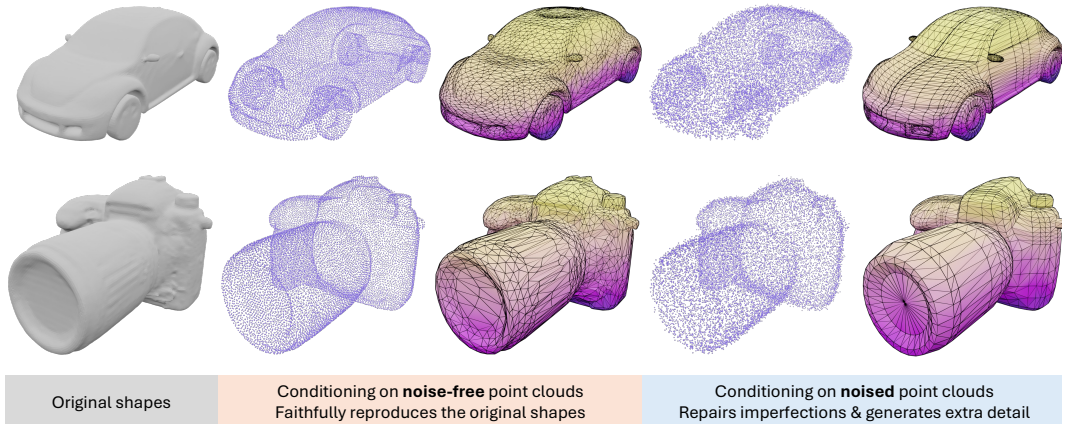 Original shapes
Conditioning on noise-free point clouds
Faithfully reproduces the original shapes
Conditioning on noised point clouds
Repairs imperfections & generates extra detail